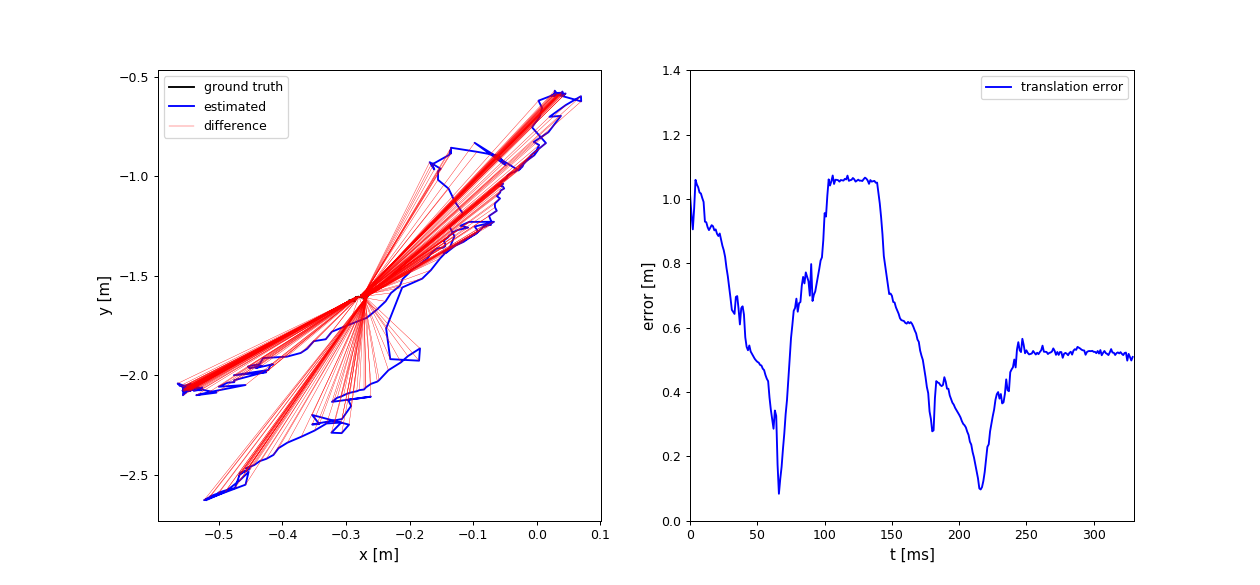 ground truth
estimated
difference
−0.5
−1.0
−1.5
−2.0
−2.5
y [m]
−0.5 −0.4 −0.3 −0.2 −0.1 0.0 0.1
x [m]
translation error
1.4
1.2
1.0
0.8
0.6
0.4
0.2
0.0
error [m]
0 50 100 150 200 250 300
t [ms]